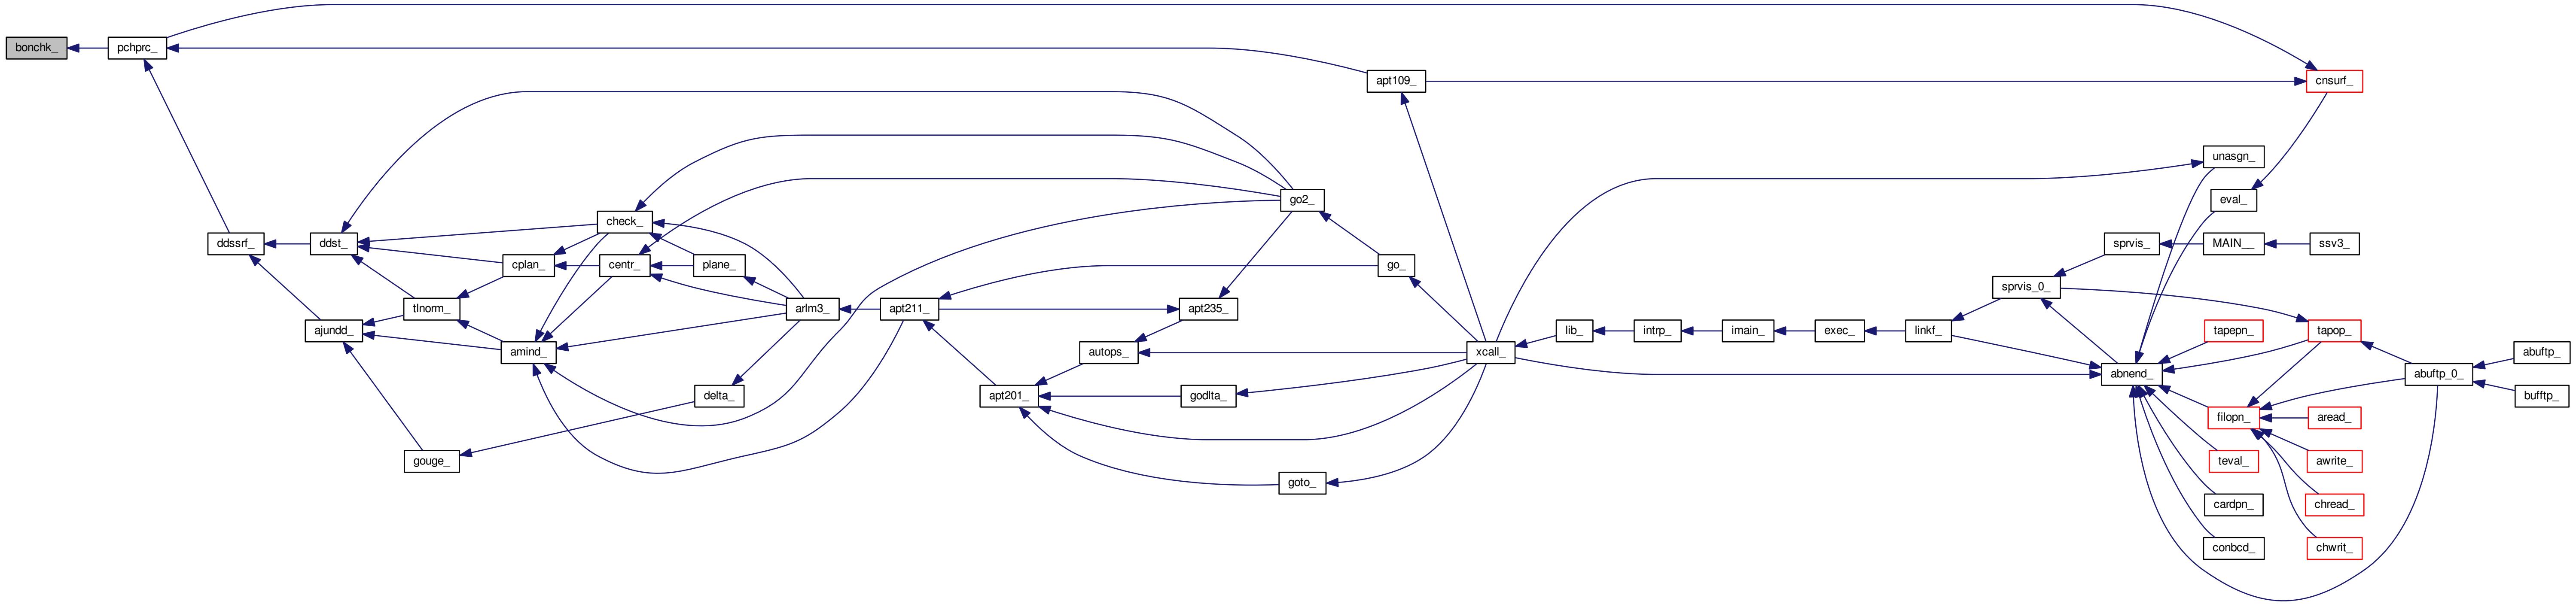 bonchk_
pchprc_
apt109_
cnsurf_
unasgn_
eval_
go2_
check_
ddssrf_
ddst_
sprvis_
MAIN__
ssv3_
cplan_
centr_
plane_
go_
sprvis_0_
tlnorm_
arlm3_
apt211_
apt235_
ajundd_
lib_
intrp_
imain_
exec_
linkf_
tapepn_
tapop_
amind_
autops_
xcall_
abuftp_
abnend_
abuftp_0_
delta_
apt201_
godlta_
bufftp_
filopn_
aread_
gouge_
teval_
awrite_
goto_
cardpn_
chread_
conbcd_
chwrit_